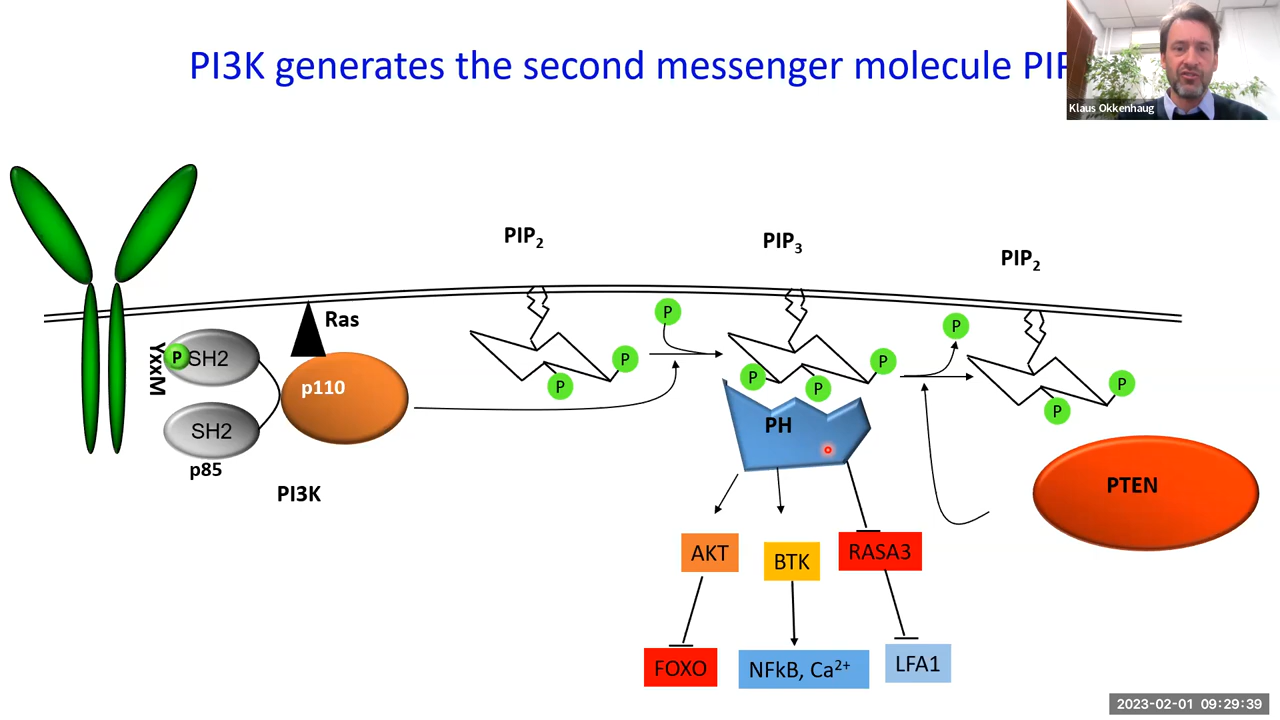 PI3K generates the second messenger molecule
Klaus Okkenhaug
PIP2
PIP3
PIP2
Ras
P
P
P
YxxM
P
SH2
p110
P
P
P
P
P
P
P
SH2
p85
PH
PI3K
PTEN
AKT
BTK
RASA3
FOXO
NFkB, Ca2+
LFA1
2023-02-01 09:29:39